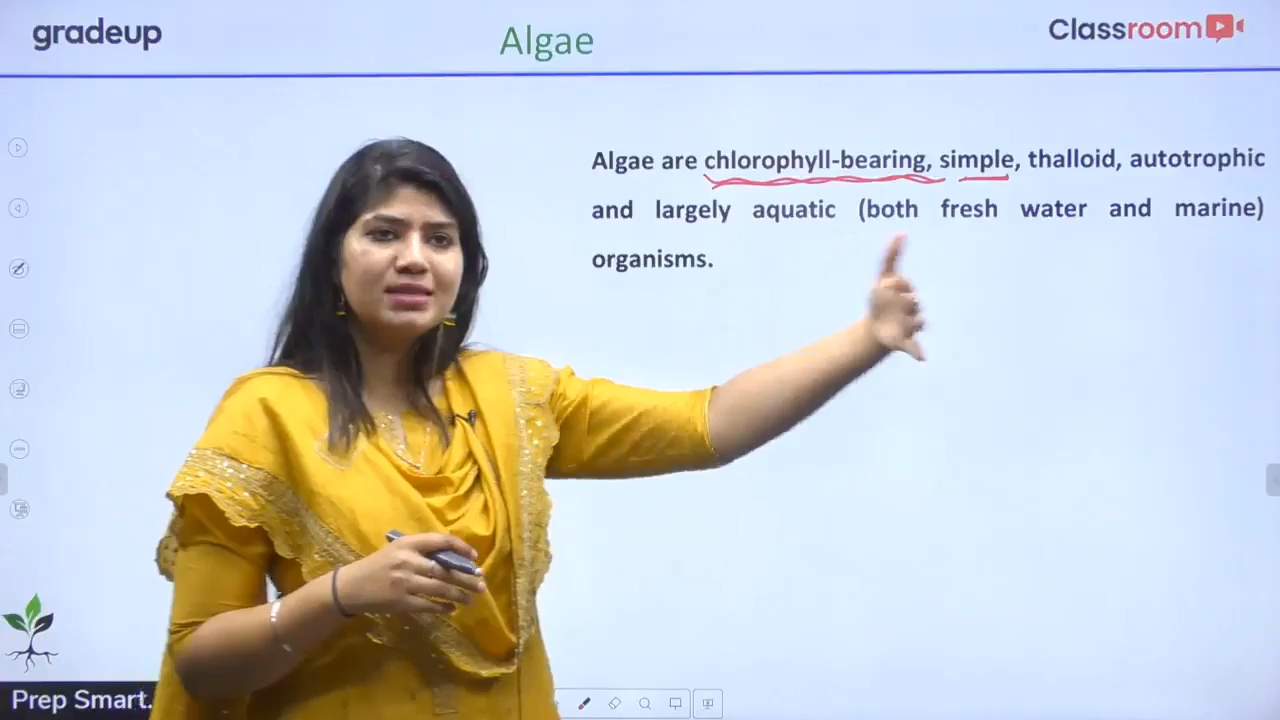 gradeup
Algae
Classroom
Algae are chlorophyll-bearing, simple, thalloid, autotrophic
and largely aquatic (both fresh water and marine)
organisms.
Prep Smart.